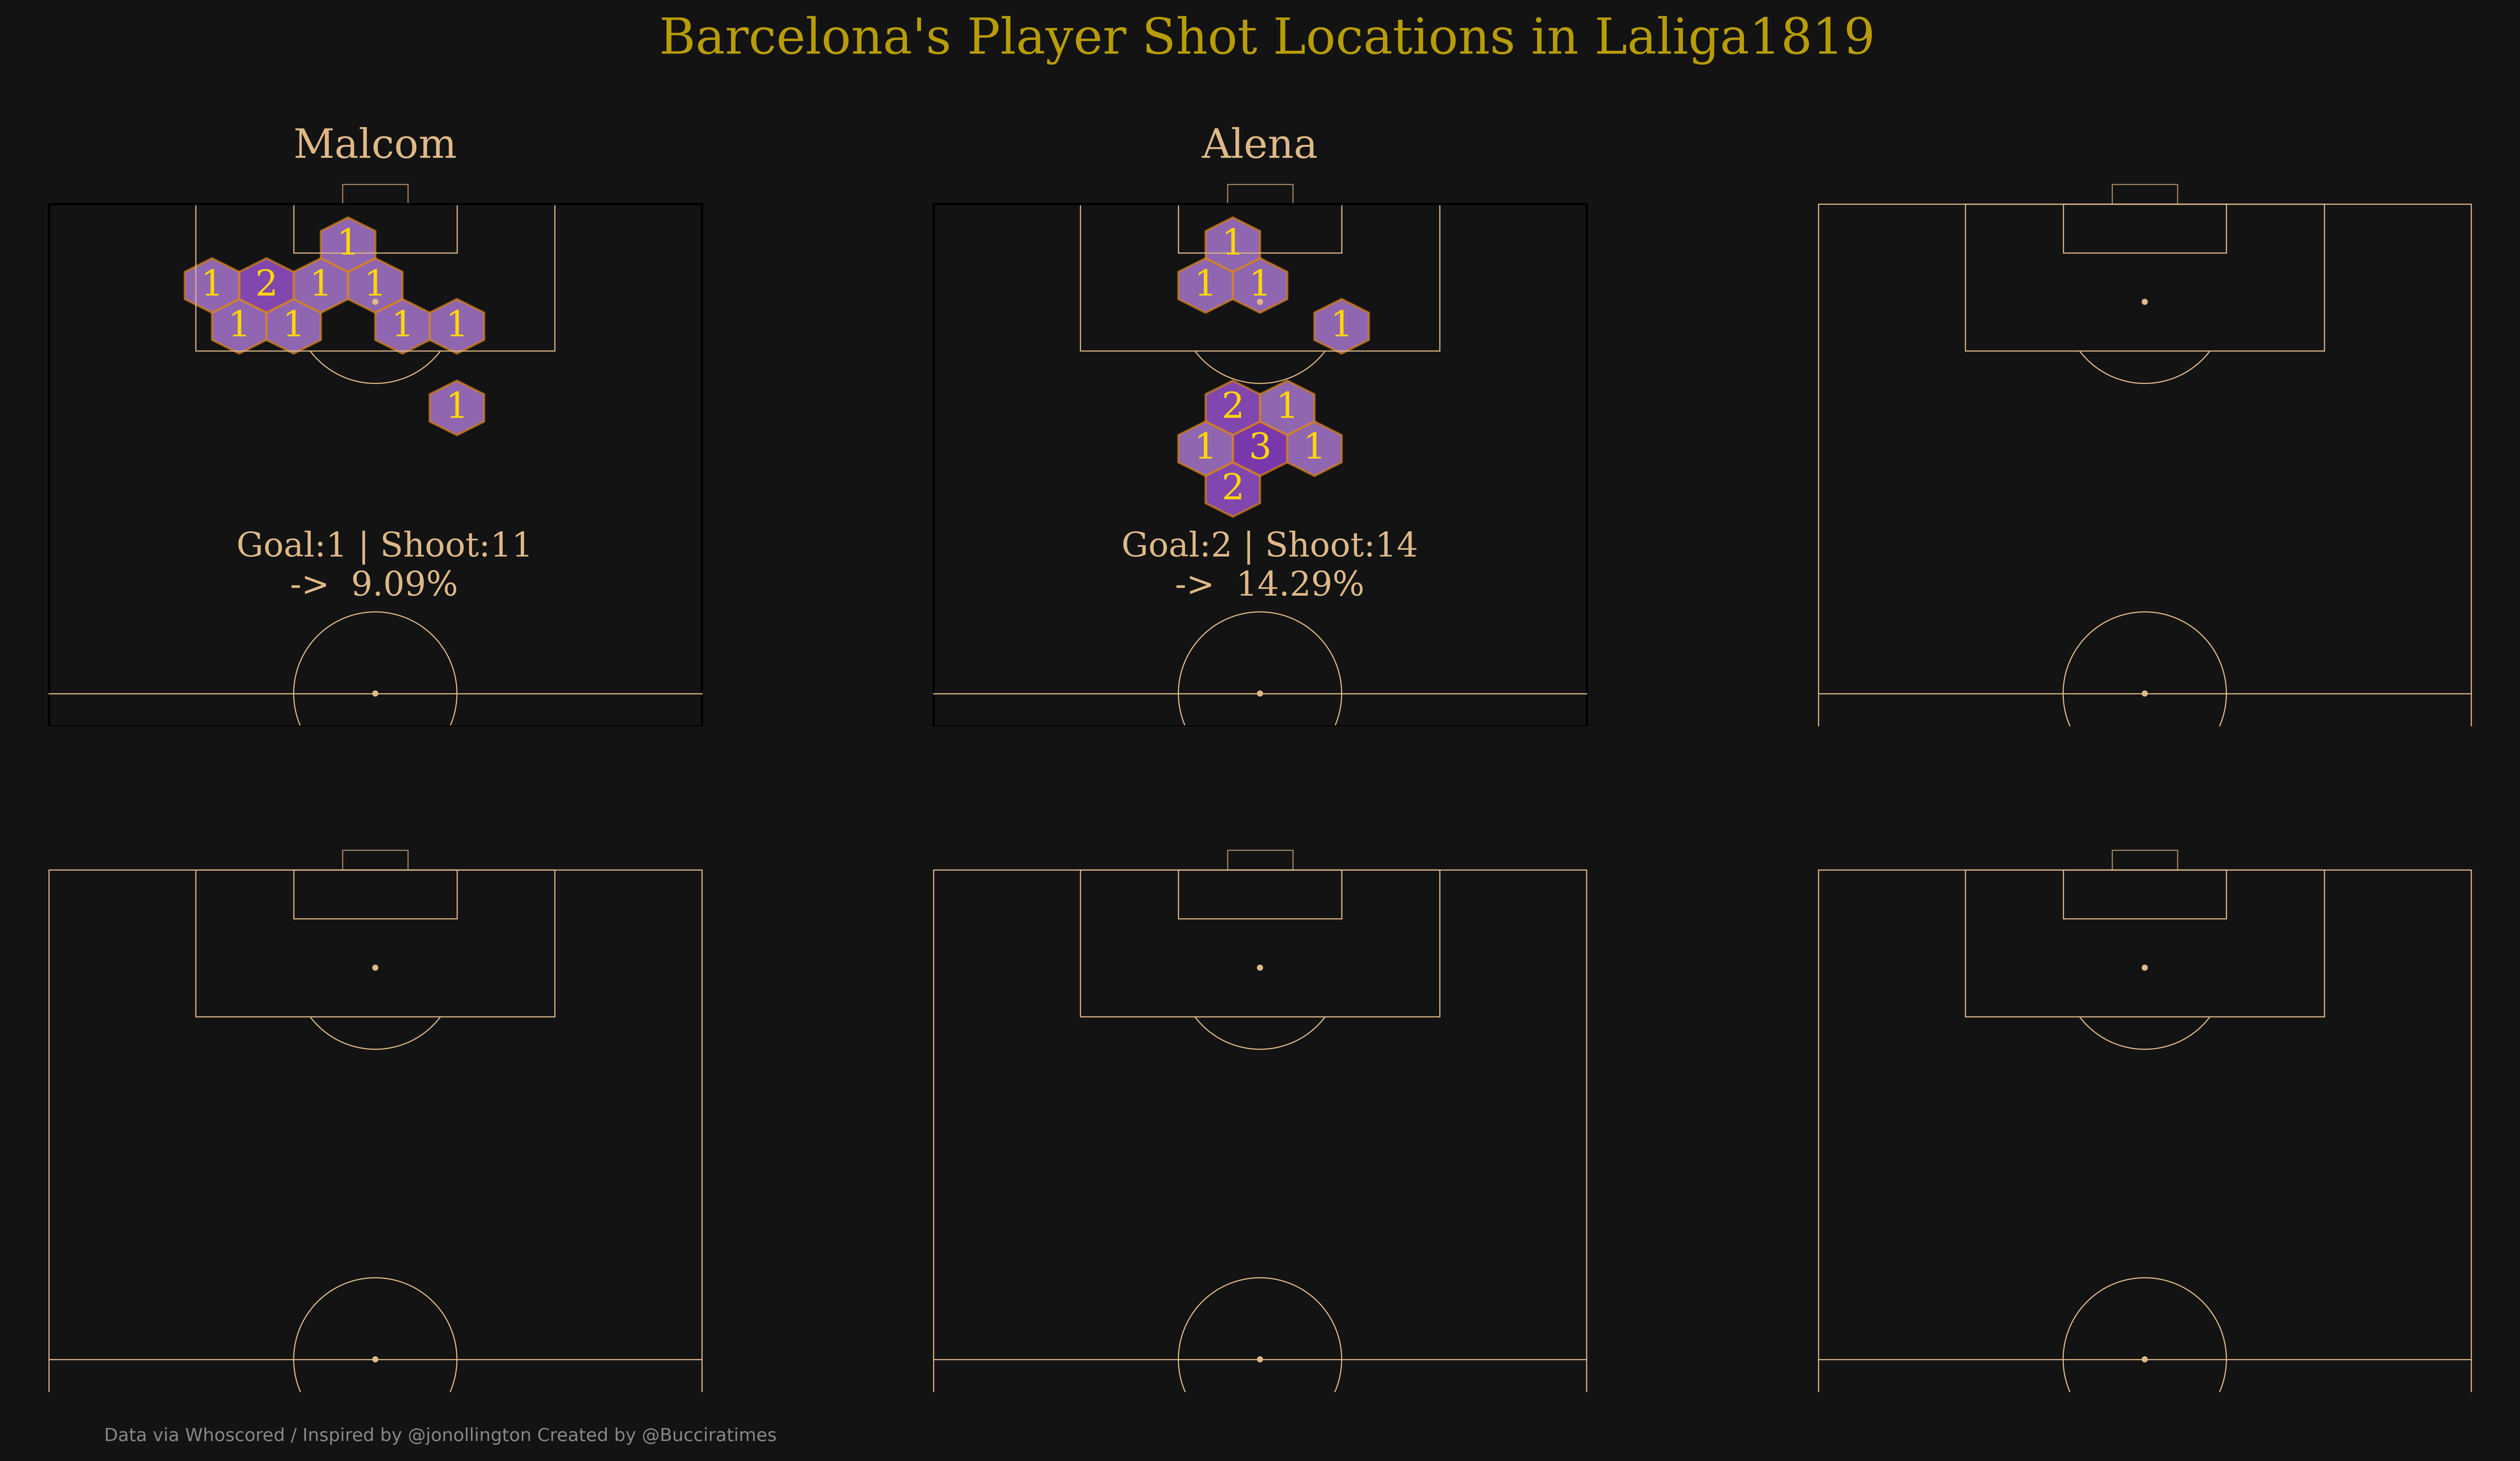 Barcelona's Player Shot Locations in Laliga1819
Malcom
1
1 2 1 1
1 1 1 1
1
Goal:1 | Shoot:11
-> 9.09%
Alena
1
1 1
1
2 1
1 3 1
2
Goal:2 | Shoot:14
-> 14.29%
Data via Whoscored / Inspired by @jonollington Created by @Bucciratimes